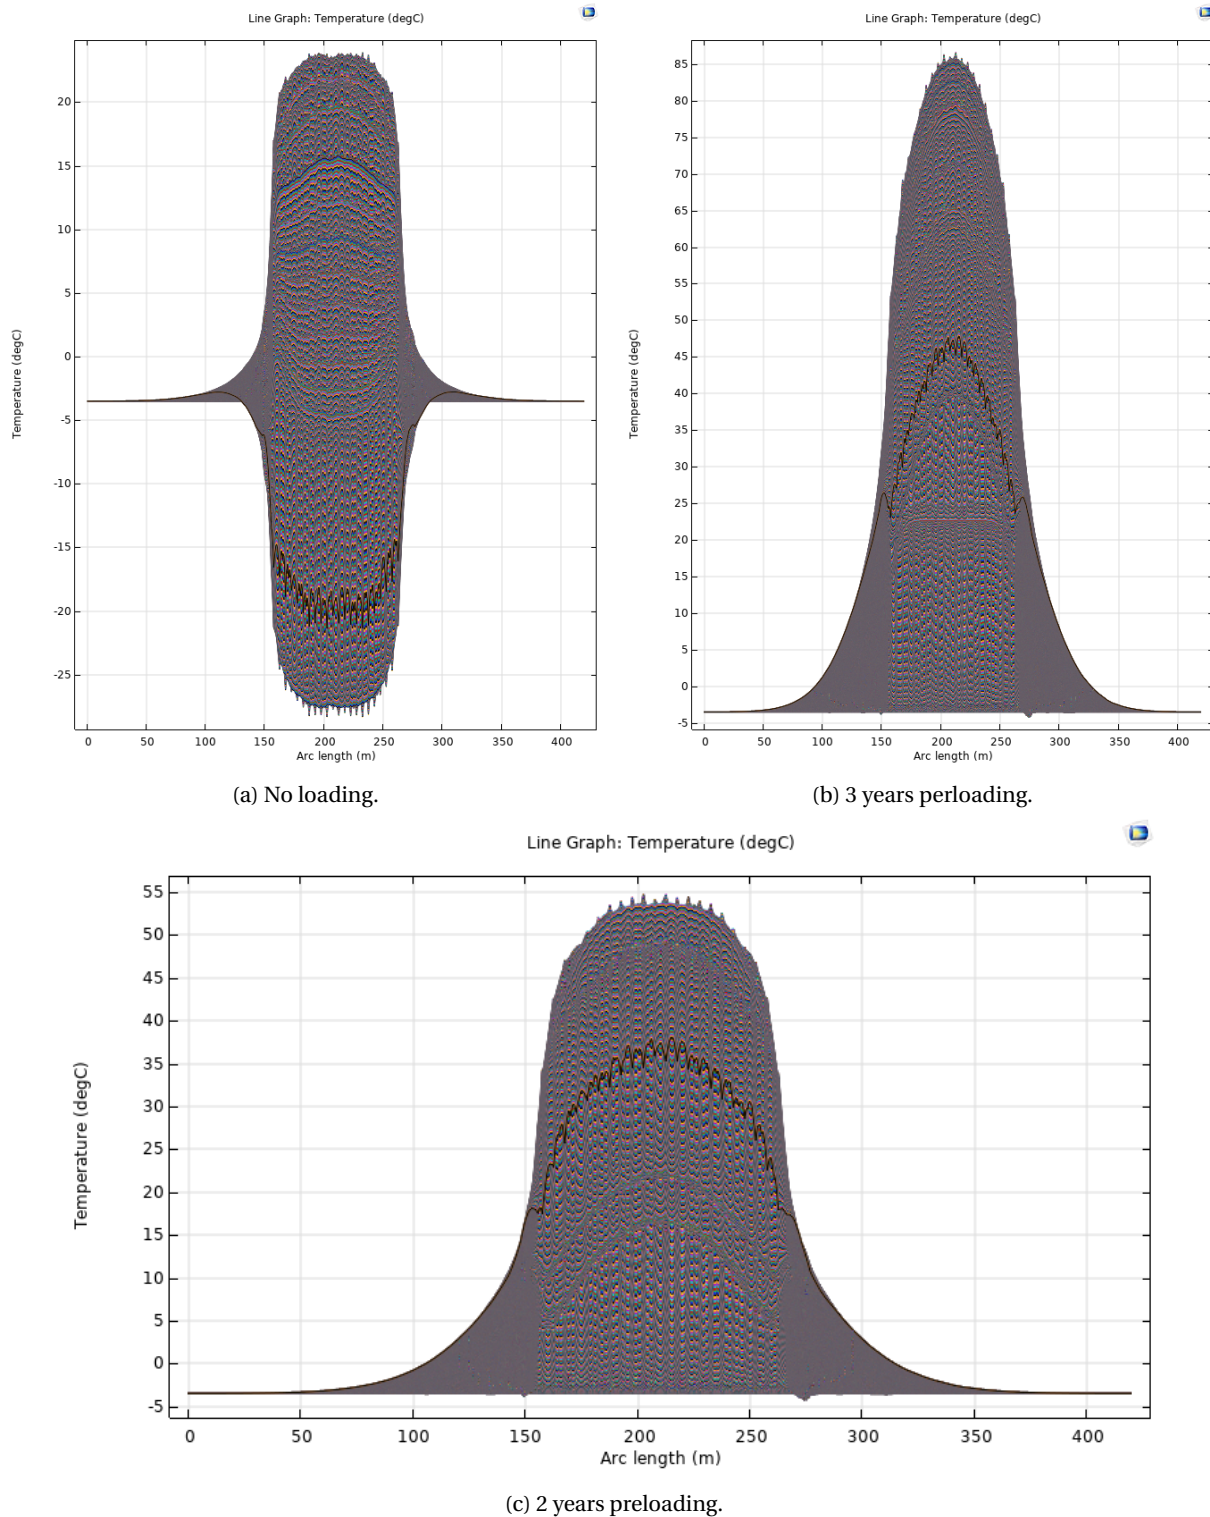 Line Graph: Temperature (degC)
20
15
10
5
0
-5
-10
-15
-20
-25
Temperature (degC)
0 50 100 150 200 250 300 350 400
Arc length (m)
(a) No loading.
Line Graph: Temperature (degC)
85
80
75
70
65
60
55
50
45
40
35
30
25
20
15
10
5
0
-5
Temperature (degC)
0 50 100 150 200 250 300 350 400
Arc length (m)
(b) 3 years perloading.
Line Graph: Temperature (degC)
55
50
45
40
35
30
25
20
15
10
5
0
-5
Temperature (degC)
0 50 100 150 200 250 300 350 400
Arc length (m)
(c) 2 years preloading.